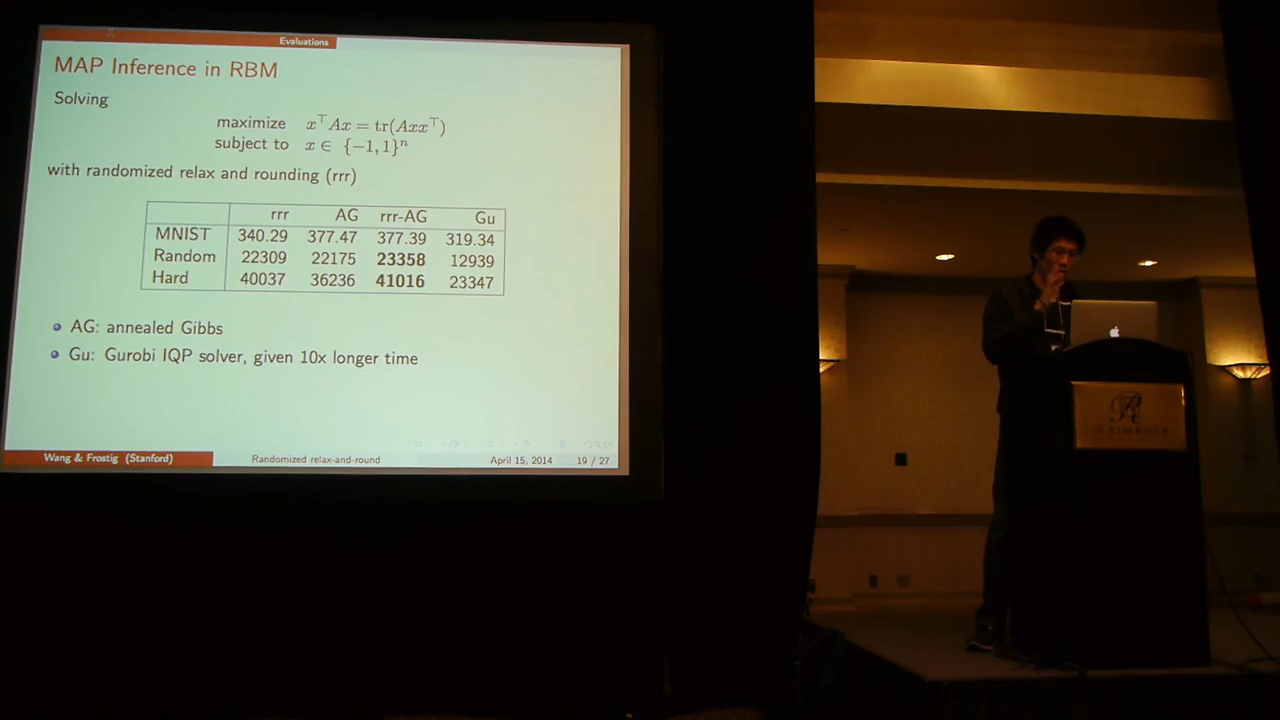 Evaluations
MAP Inference in RBM
Solving
maximize x⊤Ax = tr(Axx⊤)
subject to x ∈ {−1, 1}ⁿ
with randomized relax and rounding (rrr)
rrr AG rrr-AG Gu
MNIST 340.29 377.47 377.39 319.34
Random 22309 22175 23358 12939
Hard 40037 36236 41016 23347
AG: annealed Gibbs
Gu: Gurobi IQP solver, given 10x longer time
Wang & Frostig (Stanford) Randomized relax-and-round April 15, 2014 19 / 27